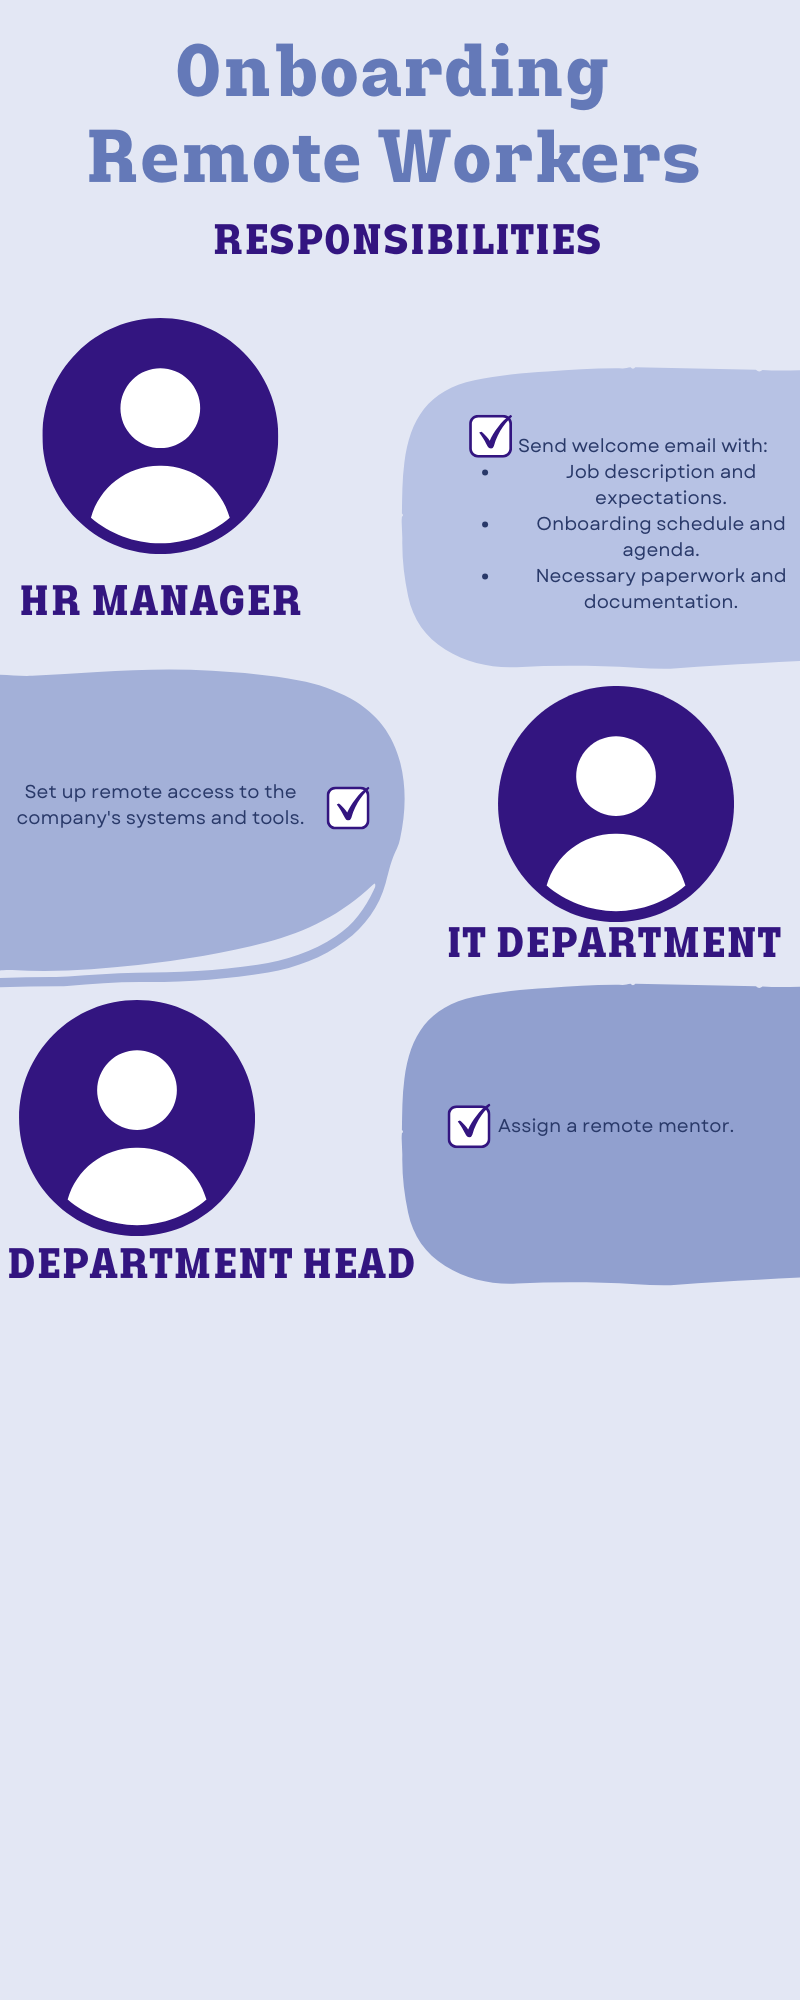 Onboarding
Remote Workers
RESPONSIBILITIES
HR MANAGER
Send welcome email with:
• Job description and
expectations.
• Onboarding schedule and
agenda.
• Necessary paperwork and
documentation.
Set up remote access to the
company's systems and tools.
IT DEPARTMENT
DEPARTMENT HEAD
Assign a remote mentor.